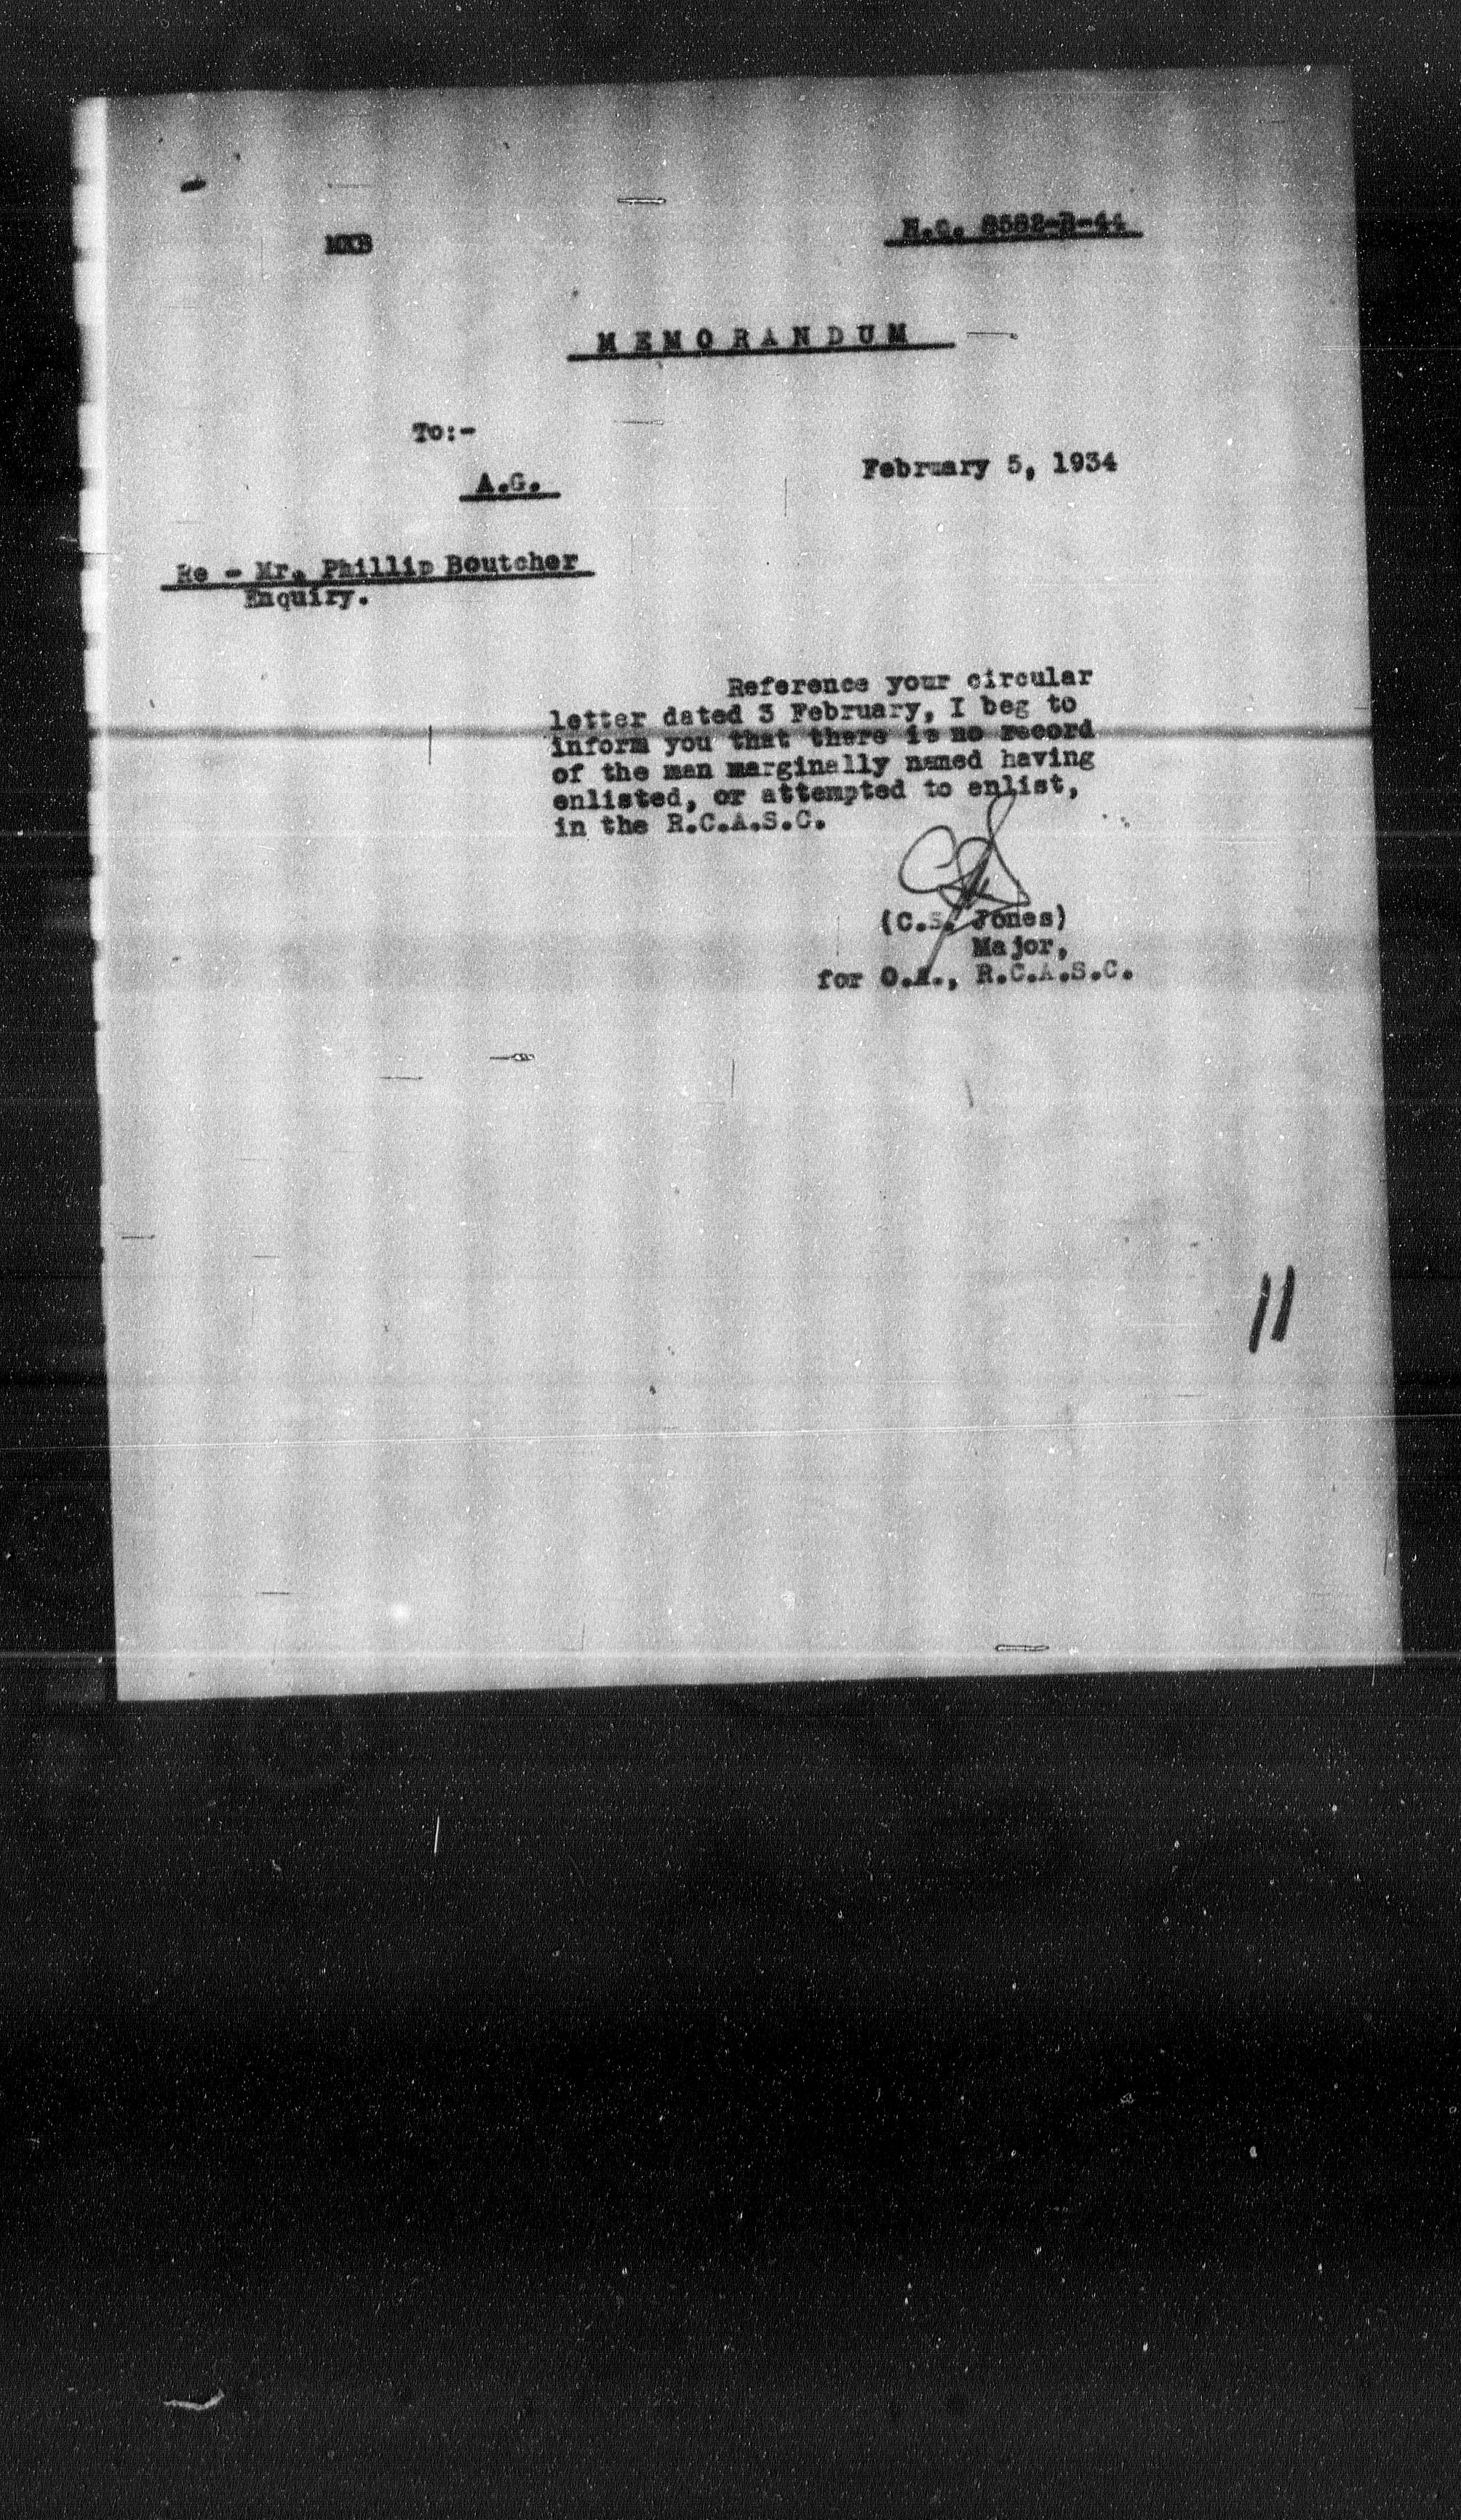 MXB
H.Q. 8582-B-44
MEMORANDUM
To:-
February 5, 1934
A.G.
Re - Mr. Phillip Boutcher
Enquiry.
Reference your circular
letter dated 3 February, I beg to
inform you that there is no record
of the man marginally named having
enlisted, or attempted to enlist,
in the R.C.A.S.C.
(C.S. Jones)
Major,
for O.A., R.C.A.S.C.
11